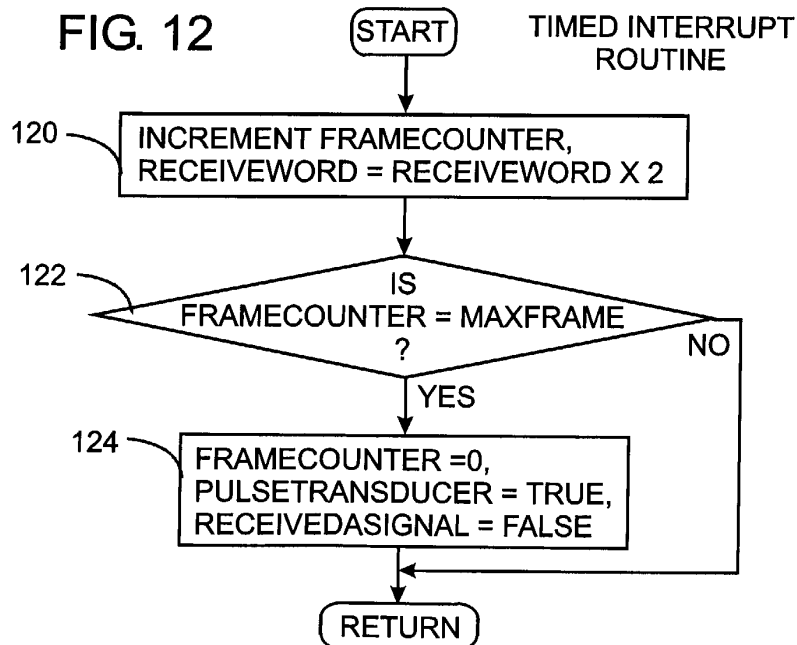 FIG. 12
START
TIMED INTERRUPT
ROUTINE
120
INCREMENT FRAMECOUNTER,
RECEIVEWORD = RECEIVEWORD X 2
122
IS
FRAMECOUNTER = MAXFRAME
?
NO
YES
124
FRAMECOUNTER =0,
PULSETRANSDUCER = TRUE,
RECEIVEDASIGNAL = FALSE
RETURN